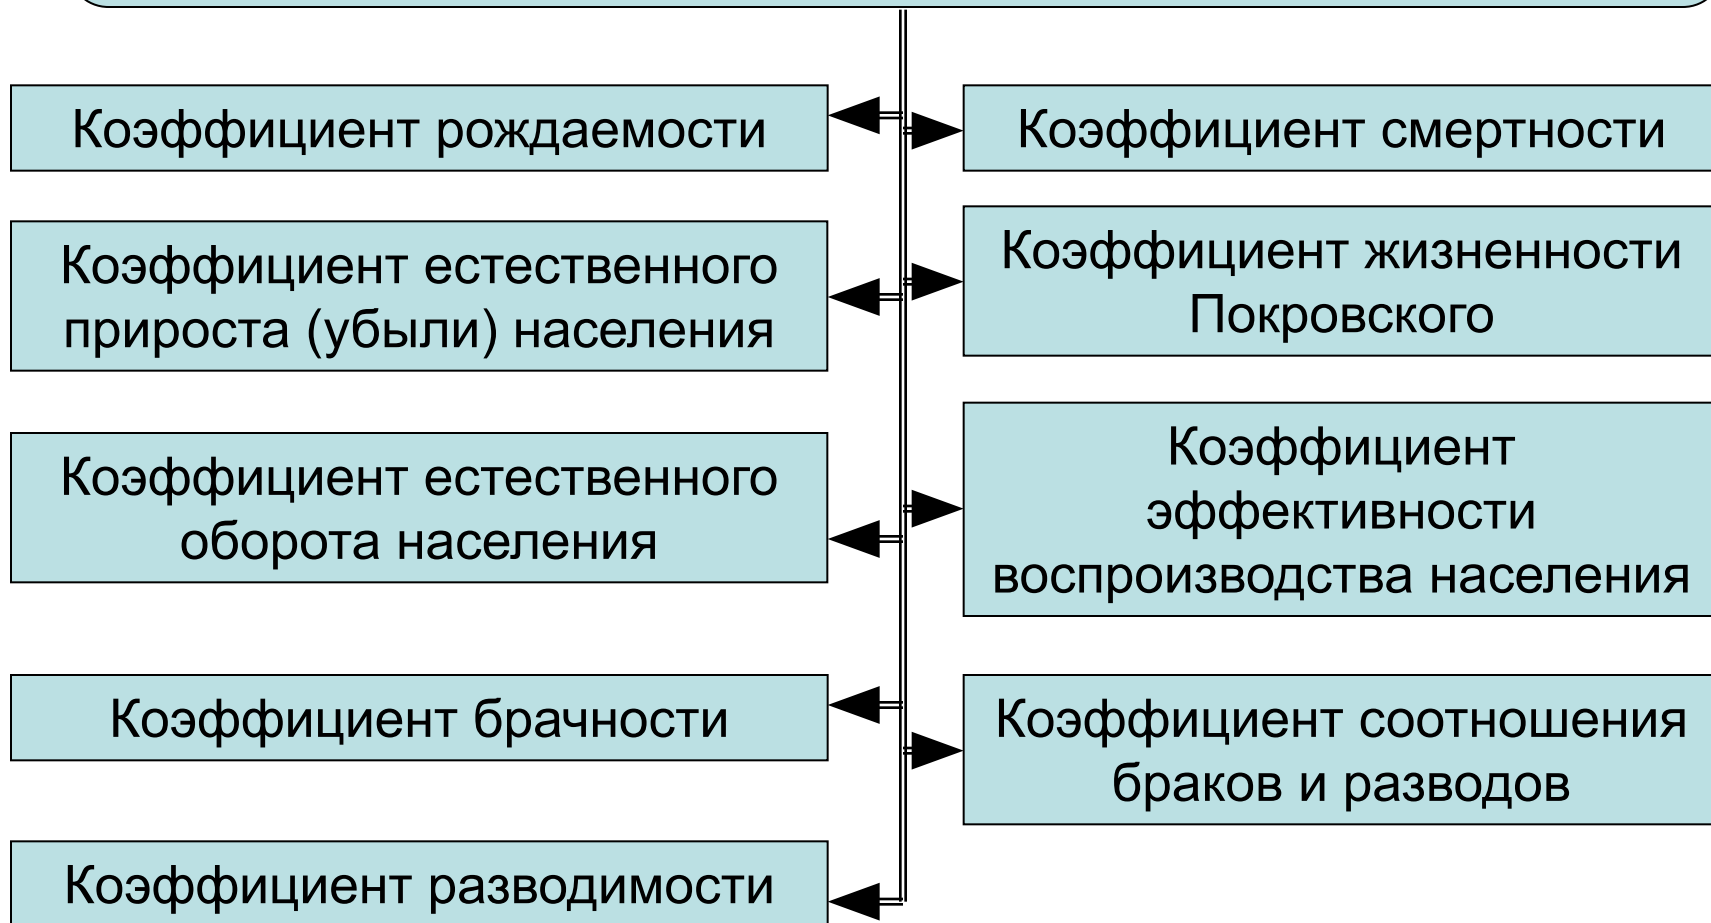 Коэффициент рождаемости
Коэффициент смертности
Коэффициент естественного
прироста (убыли) населения
Коэффициент жизненности
Покровского
Коэффициент естественного
оборота населения
Коэффициент
эффективности
воспроизводства населения
Коэффициент брачности
Коэффициент соотношения
браков и разводов
Коэффициент разводимости